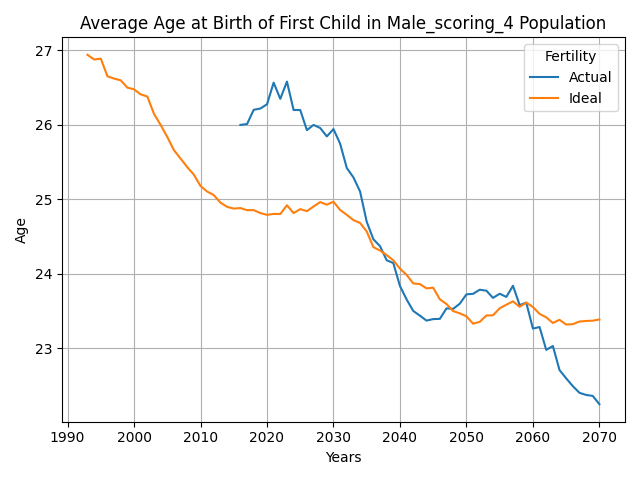 Average Age at Birth of First Child in Male_scoring_4 Population
Fertility
Actual
Ideal
Age
27
26
25
24
23
1990 2000 2010 2020 2030 2040 2050 2060 2070
Years